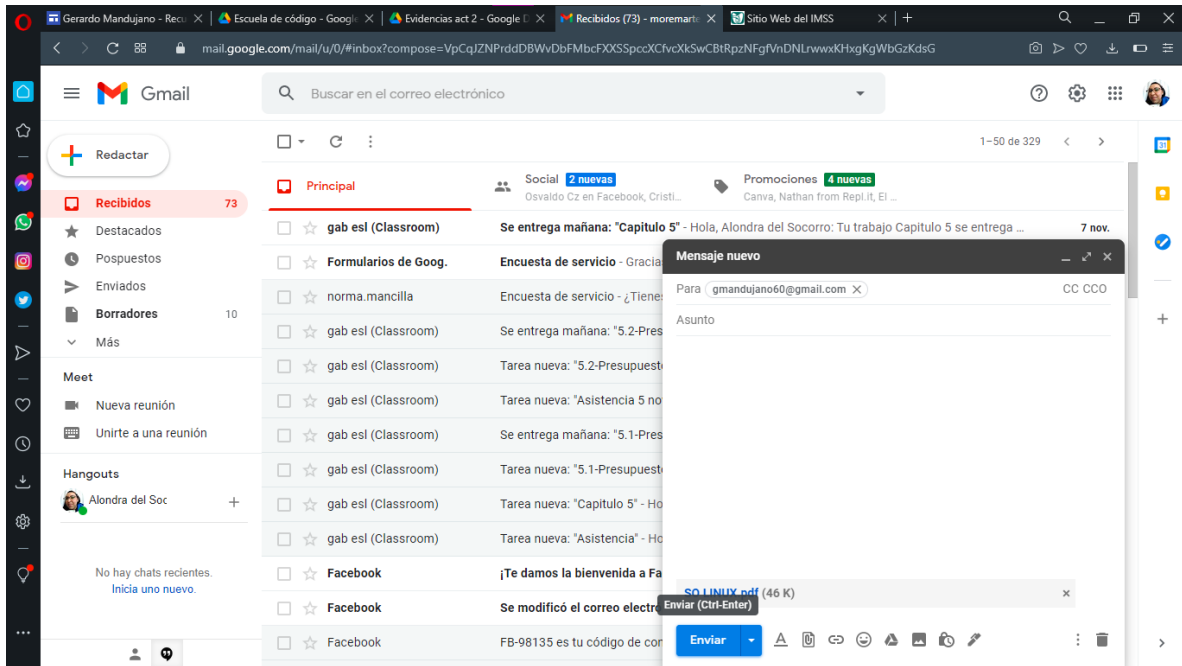 Gerardo Mandujano - Recu
Escuela de código - Google
Evidencias act 2 - Google D
Recibidos (73) - moremarte
Sitio Web del IMSS
mail.google.com/mail/u/0/#inbox?compose=VpCqJZNPrddDBWvDbFMbcFXXSSpccXCfvcXkSwCBtRpzNFgfVnDNLrwwxKHxgKgWbGzKdsG
Gmail
Buscar en el correo electrónico
Redactar
Recibidos 73
Destacados
Pospuestos
Enviados
Borradores 10
Más
Meet
Nueva reunión
Unirte a una reunión
Hangouts
Alondra del Soc
No hay chats recientes.
Inicia uno nuevo.
1–50 de 329
Principal
Social 2 nuevas
Osvaldo Cz en Facebook, Cristi...
Promociones 4 nuevas
Canva, Nathan from Repl.it, El ...
gab esl (Classroom) Se entrega mañana: "Capitulo 5" - Hola, Alondra del Socorro: Tu trabajo Capitulo 5 se entrega ... 7 nov.
Formularios de Goog. Encuesta de servicio - Gracia
norma.mancilla Encuesta de servicio - ¿Tiene
gab esl (Classroom) Se entrega mañana: "5.2-Pres
gab esl (Classroom) Tarea nueva: "5.2-Presupuest
gab esl (Classroom) Tarea nueva: "Asistencia 5 no
gab esl (Classroom) Se entrega mañana: "5.1-Pres
gab esl (Classroom) Tarea nueva: "5.1-Presupuest
gab esl (Classroom) Tarea nueva: "Capitulo 5" - Ho
gab esl (Classroom) Tarea nueva: "Asistencia" - Ho
Facebook ¡Te damos la bienvenida a Fa
Facebook Se modificó el correo electro
Facebook FB-98135 es tu código de con
Mensaje nuevo
Para gmandujano60@gmail.com CC CCO
Asunto
SO LINUX.pdf (46 K)
Enviar (Ctrl-Enter)
Enviar
31